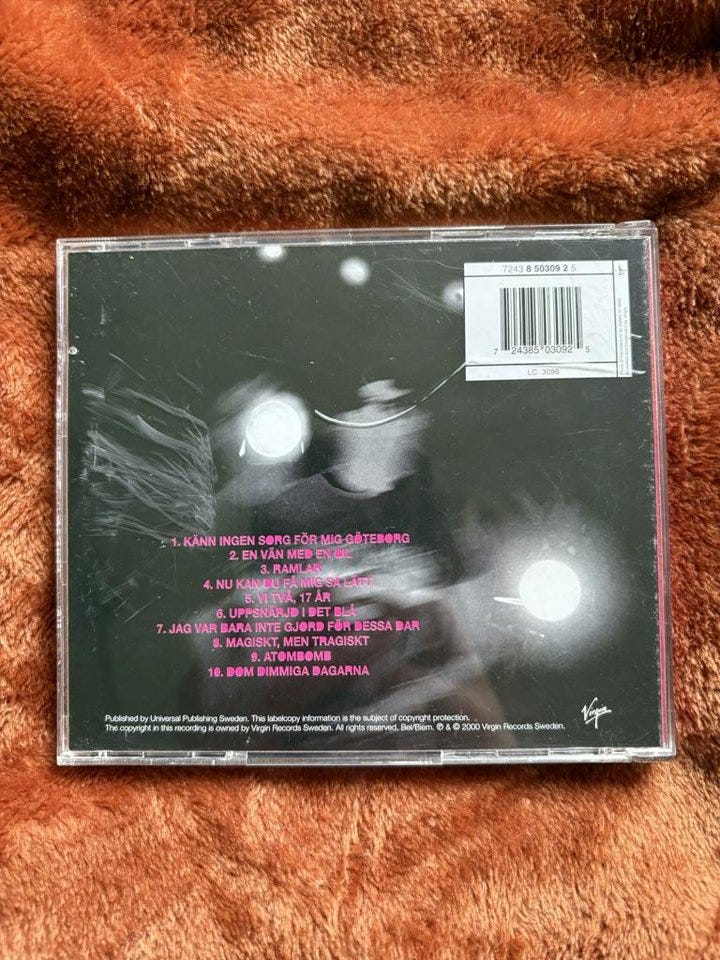 7243 8 50309 2 5
7 24385 03092 5
LC 3098
Virgin
1. KÄNN INGEN SORG FÖR MIG GÖTEBORG
2. EN VÄN MED EN BIL
3. RAMLAR
4. NU KAN DU FÅ MIG SÅ LÄTT
5. VI TVÅ, 17 ÅR
6. UPPSNÄRJD I DET BLÅ
7. JAG VAR BARA INTE GJORD FÖR DESSA DAR
8. MAGISKT, MEN TRAGISKT
9. ATOMBOMB
10. DOM DIMMIGA DAGARNA
Published by Universal Publishing Sweden. This labelcopy information is the subject of copyright protection.
The copyright in this recording is owned by Virgin Records Sweden. All rights reserved. Bel/Biem. ℗ & © 2000 Virgin Records Sweden.
Virgin